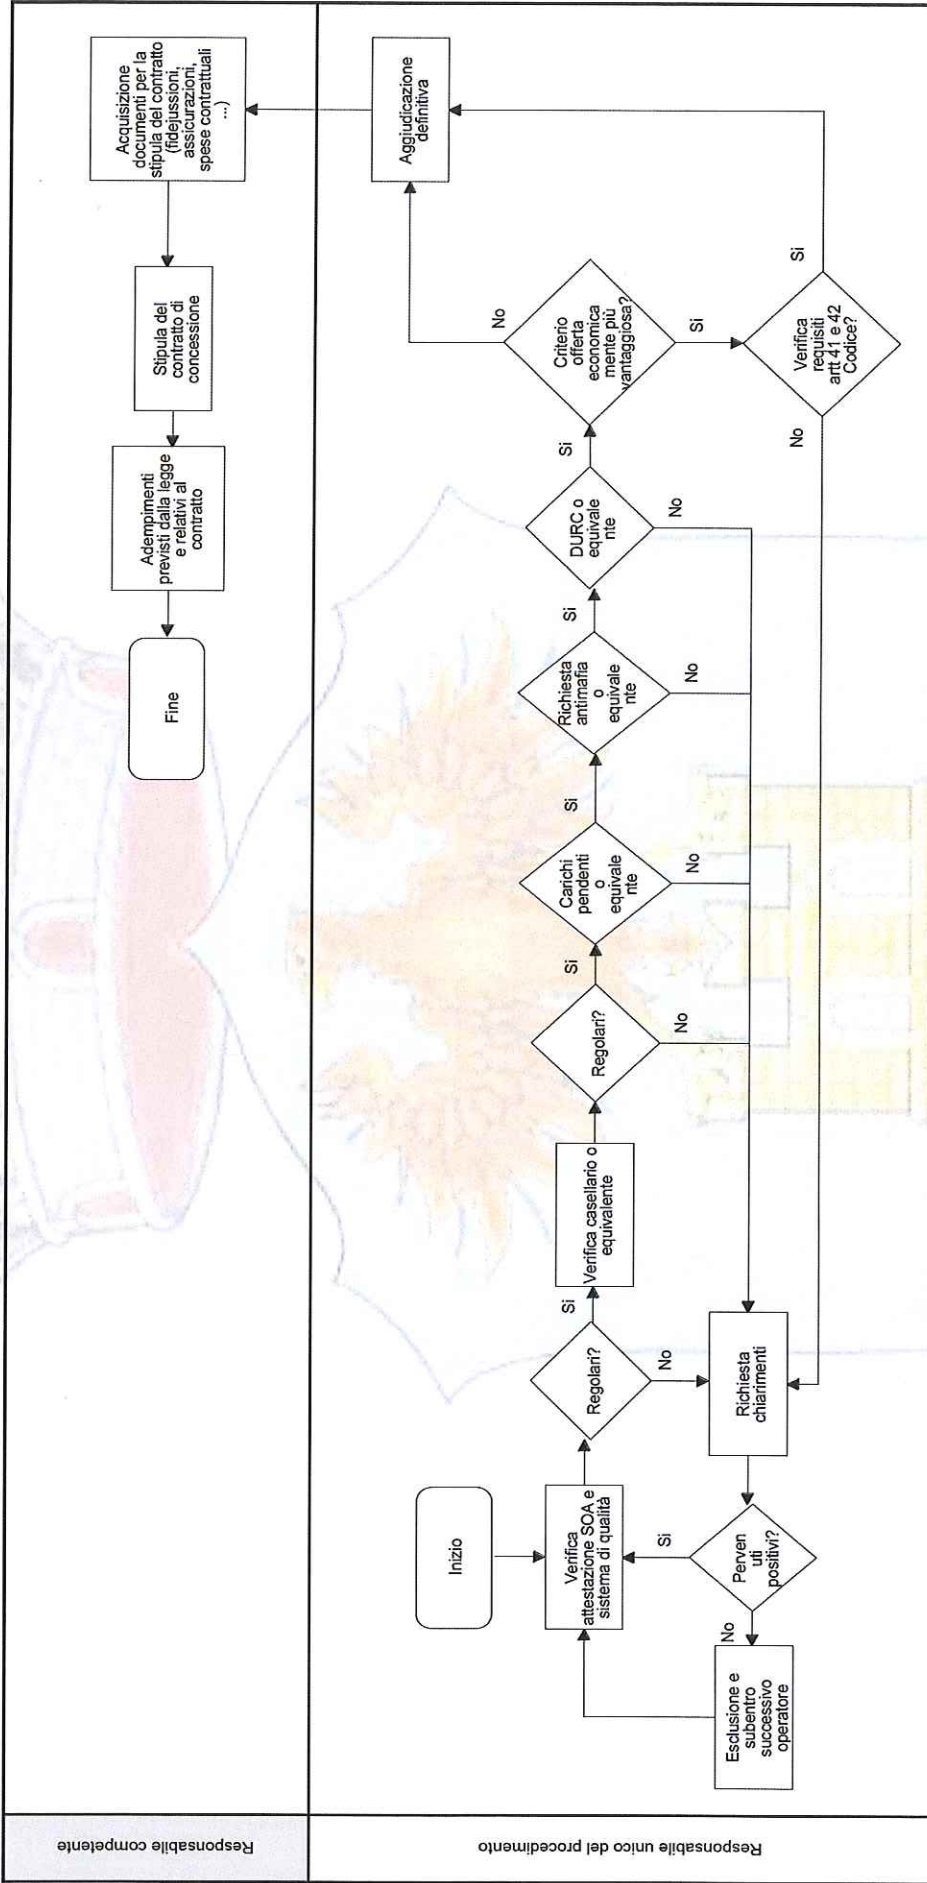 Responsabile competente
Acquisizione
documenti per la
stipula del contratto
(fidejussioni,
assicurazioni,
spese contrattuali
...)
Stipula del
contratto di
concessione
Adempimenti
previsti dalla legge
e relativi al
contratto
Fine
Responsabile unico del procedimento
Inizio
Verifica
attestazione SOA e
sistema di qualità
Regolari?
Si
No
Verifica casellario o
equivalente
Regolari?
Si
No
Carichi
pendenti
o
equivale
nte
Si
No
Richiesta
antimafia
o
equivale
nte
Si
No
DURC o
equivale
nte
Si
No
Criterio
offerta
economica
mente più
vantaggiosa?
No
Si
Verifica
requisiti
artt 41 e 42
Codice?
Si
No
Aggiudicazione
definitiva
Richiesta
chiarimenti
Perven
uti
positivi?
Si
No
Esclusione e
subentro
successivo
operatore